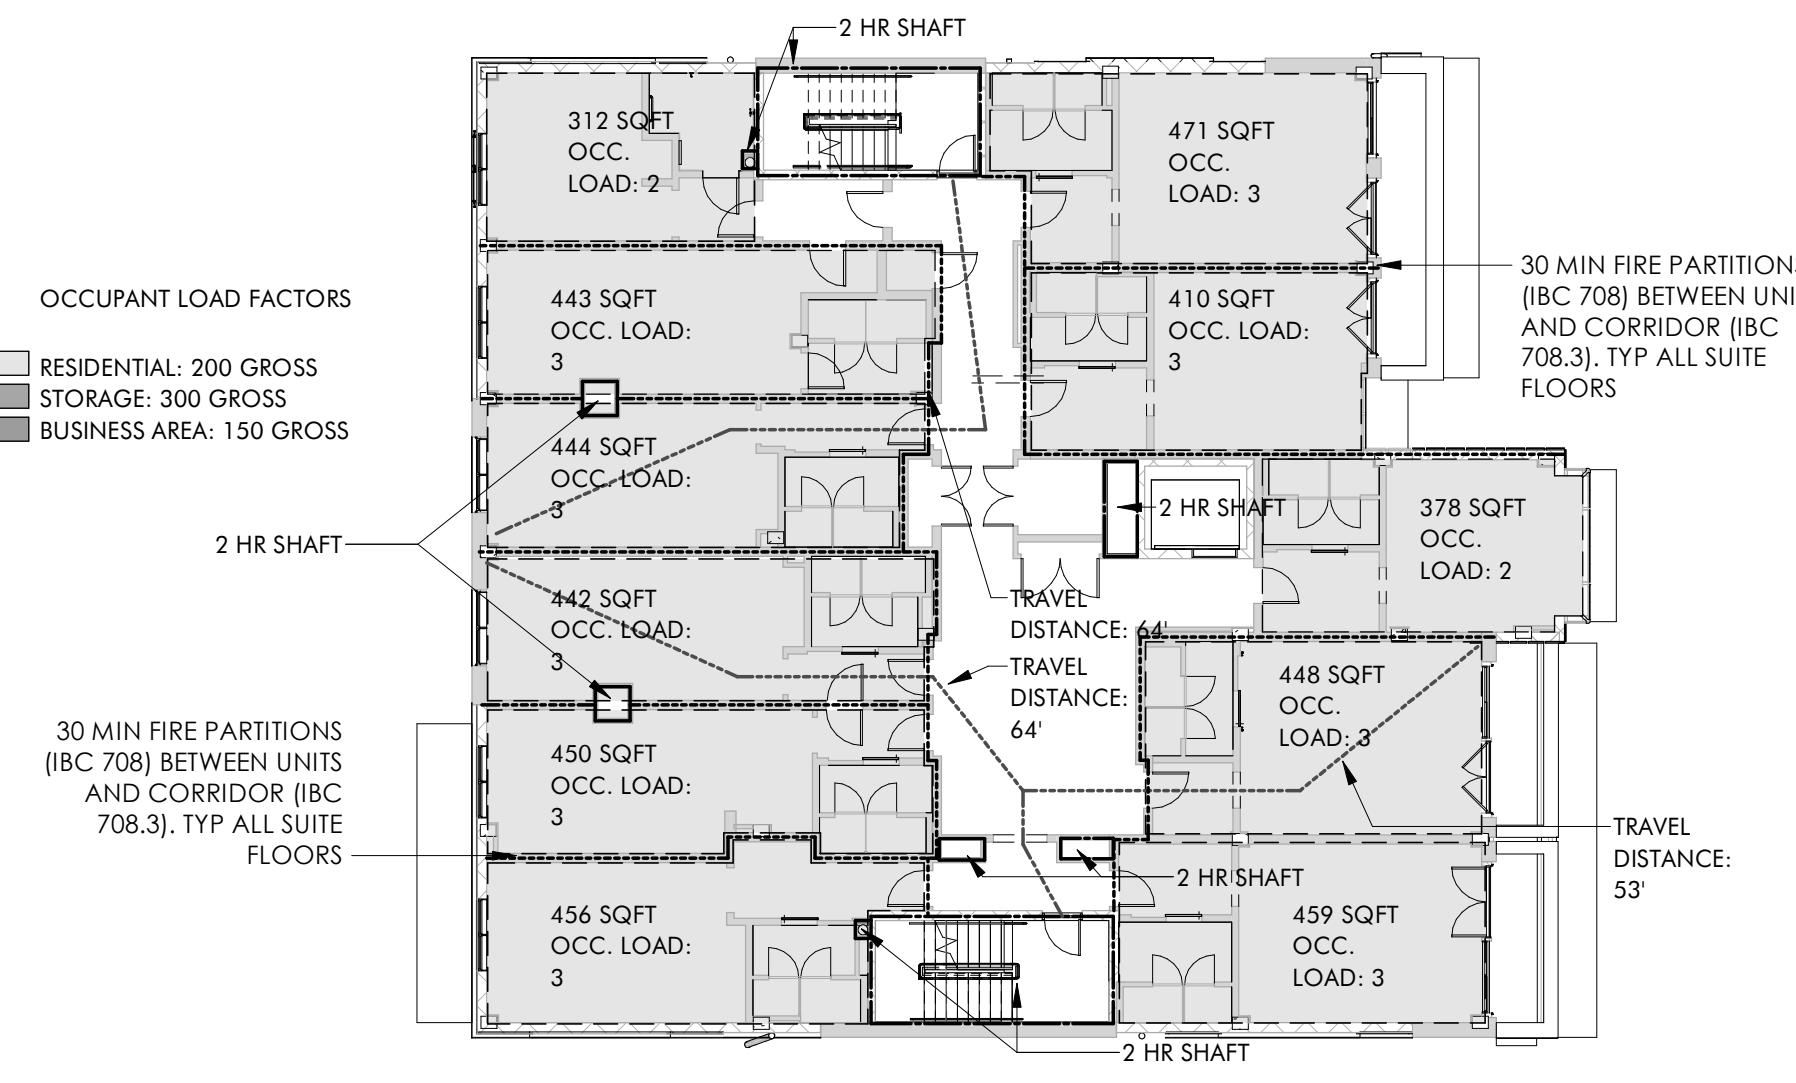 2 HR SHAFT
312 SQFT
OCC.
LOAD: 2
471 SQFT
OCC.
LOAD: 3
30 MIN FIRE PARTITIONS
(IBC 708) BETWEEN UNI
AND CORRIDOR (IBC
708.3). TYP ALL SUITE
FLOORS
OCCUPANT LOAD FACTORS
RESIDENTIAL: 200 GROSS
STORAGE: 300 GROSS
BUSINESS AREA: 150 GROSS
443 SQFT
OCC. LOAD:
3
410 SQFT
OCC. LOAD:
3
444 SQFT
OCC. LOAD:
3
2 HR SHAFT
2 HR SHAFT
378 SQFT
OCC.
LOAD: 2
442 SQFT
OCC. LOAD:
3
TRAVEL
DISTANCE: 64'
TRAVEL
DISTANCE:
64'
448 SQFT
OCC.
LOAD: 3
30 MIN FIRE PARTITIONS
(IBC 708) BETWEEN UNITS
AND CORRIDOR (IBC
708.3). TYP ALL SUITE
FLOORS
450 SQFT
OCC. LOAD:
3
TRAVEL
DISTANCE:
53'
2 HR SHAFT
456 SQFT
OCC. LOAD:
3
459 SQFT
OCC.
LOAD: 3
2 HR SHAFT